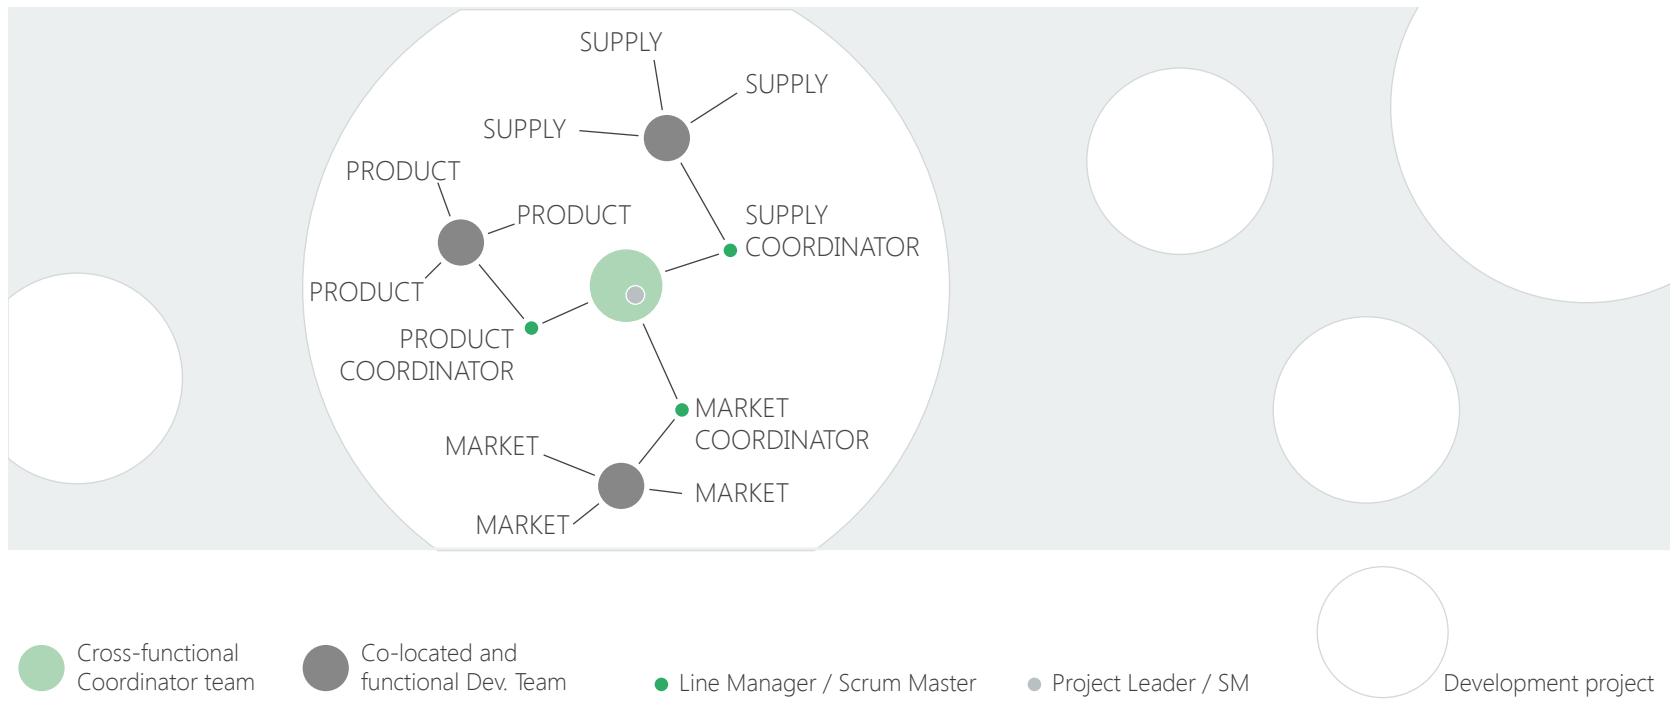 SUPPLY
SUPPLY
SUPPLY
PRODUCT
PRODUCT
PRODUCT
SUPPLY
COORDINATOR
PRODUCT
COORDINATOR
MARKET
COORDINATOR
MARKET
MARKET
MARKET
Cross-functional
Coordinator team
Co-located and
functional Dev. Team
Line Manager / Scrum Master
Project Leader / SM
Development project